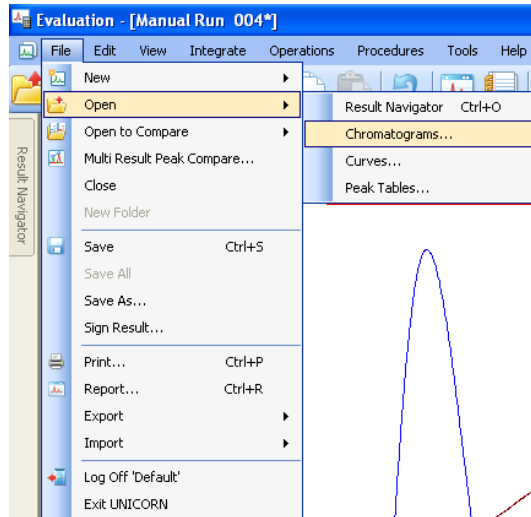 Evaluation - [Manual Run 004*]
File Edit View Integrate Operations Procedures Tools Help
New
Open
Result Navigator Ctrl+O
Open to Compare
Chromatograms...
Multi Result Peak Compare...
Curves...
Close
Peak Tables...
New Folder
Result Navigator
Save Ctrl+S
Save All
Save As...
Sign Result...
Print... Ctrl+P
Report... Ctrl+R
Export
Import
Log Off 'Default'
Exit UNICORN